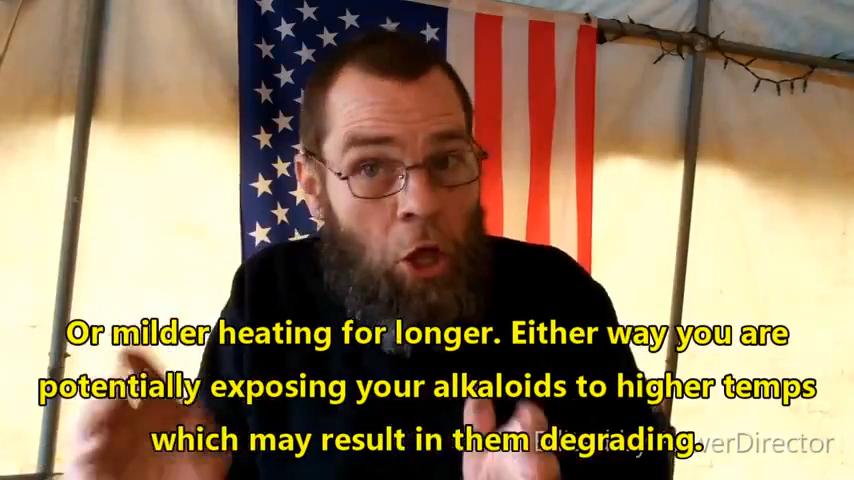 Or milder heating for longer. Either way you are
potentially exposing your alkaloids to higher temps
which may result in them degrading.
werDirector